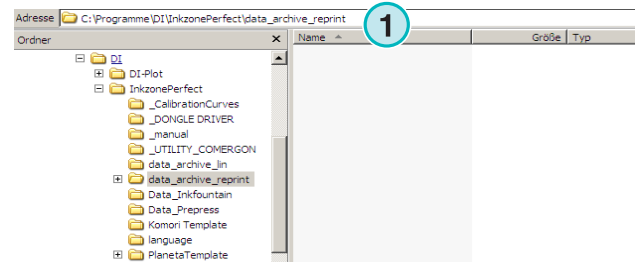 Adresse C:\Programme\DI\InkzonePerfect\data_archive_reprint
1
Ordner × Name Größe Typ
DI
DI-Plot
InkzonePerfect
_CalibrationCurves
_DONGLE DRIVER
_manual
_UTILITY_COMERGON
data_archive_lin
data_archive_reprint
Data_Inkfountain
Data_Prepress
Komori Template
language
PlanetaTemplate